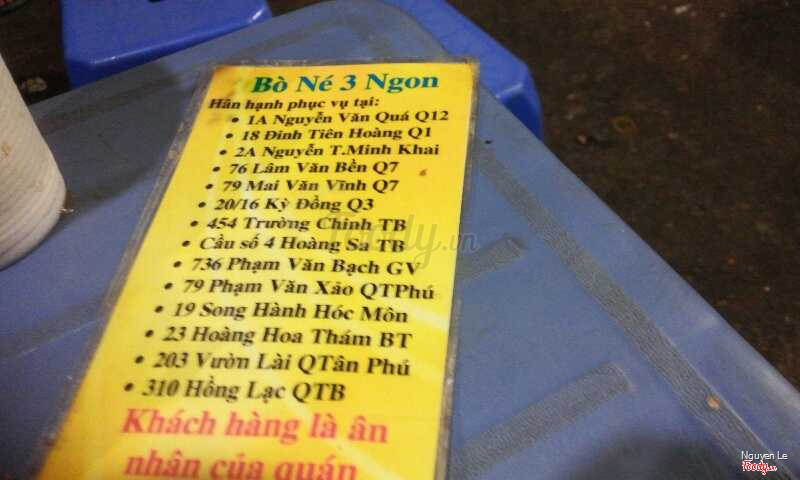 Bò Né 3 Ngon
Hân hạnh phục vụ tại:
• 1A Nguyễn Văn Quá Q12
• 18 Đinh Tiên Hoàng Q1
• 2A Nguyễn T.Minh Khai
• 76 Lâm Văn Bền Q7
• 79 Mai Văn Vĩnh Q7
• 20/16 Kỳ Đồng Q3
• 454 Trường Chinh TB
• Cầu số 4 Hoàng Sa TB
• 736 Phạm Văn Bạch GV
• 79 Phạm Văn Xảo QTPhú
• 19 Song Hành Hóc Môn
• 23 Hoàng Hoa Thám BT
• 203 Vườn Lài QTân Phú
• 310 Hồng Lạc QTB
Khách hàng là ân
nhân của quán
foody.vn
Nguyen Le
foody.vn